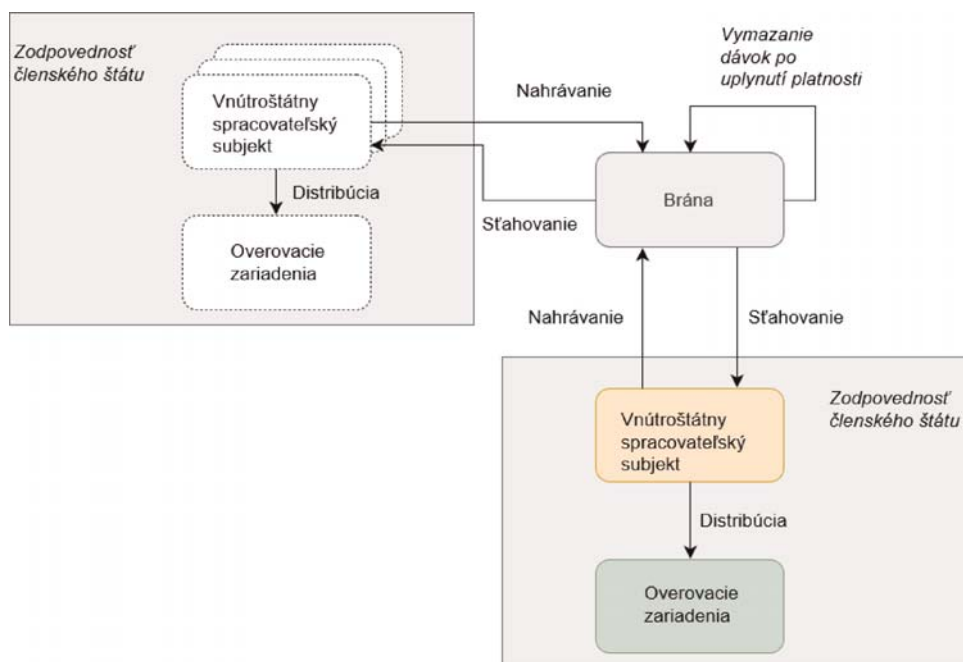 Zodpovednosť
členského štátu
Vnútroštátny
spracovateľský
subjekt
Distribúcia
Overovacie
zariadenia
Nahrávanie
Sťahovanie
Vymazanie
dávok po
uplynutí platnosti
Brána
Nahrávanie
Sťahovanie
Zodpovednosť
členského štátu
Vnútroštátny
spracovateľský
subjekt
Distribúcia
Overovacie
zariadenia